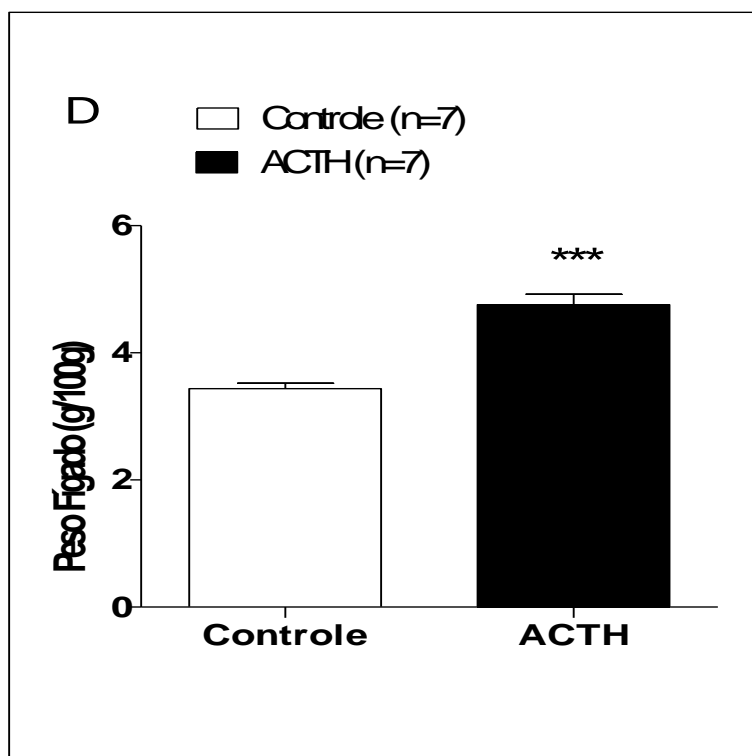 D
Controle (n=7)
ACTH (n=7)
***
6
4
2
0
Peso Fígado (g/100g)
Controle
ACTH